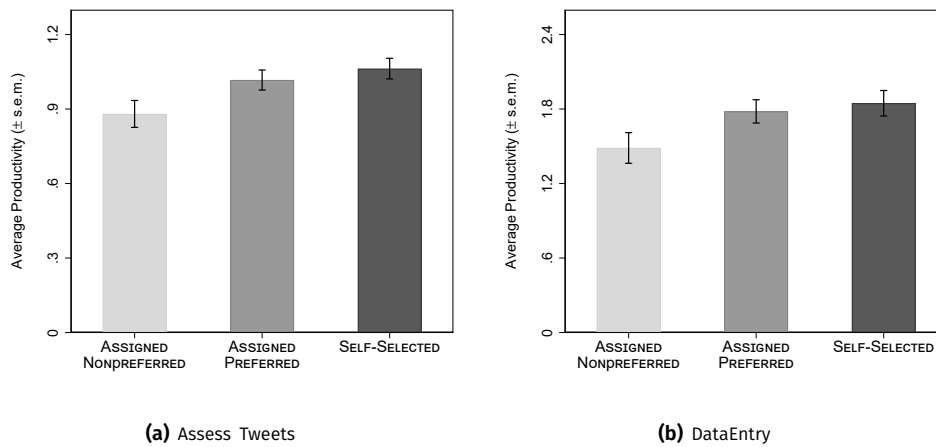 Average Productivity (± s.e.m.)
1.2
.9
.6
.3
0
ASSIGNED
NONPREFERRED
ASSIGNED
PREFERRED
SELF-SELECTED
(a) Assess Tweets
Average Productivity (± s.e.m.)
2.4
1.8
1.2
.6
0
ASSIGNED
NONPREFERRED
ASSIGNED
PREFERRED
SELF-SELECTED
(b) DataEntry